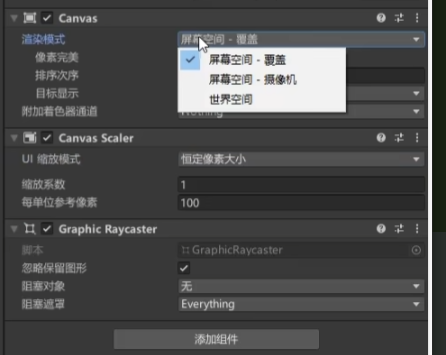 Canvas
渲染模式
屏幕空间 - 覆盖
像素完美
屏幕空间 - 覆盖
排序次序
屏幕空间 - 摄像机
目标显示
世界空间
附加着色器通道
Nothing
Canvas Scaler
UI 缩放模式
恒定像素大小
缩放系数
1
每单位参考像素
100
Graphic Raycaster
脚本
GraphicRaycaster
忽略保留图形
阻塞对象
无
阻塞遮罩
Everything
添加组件